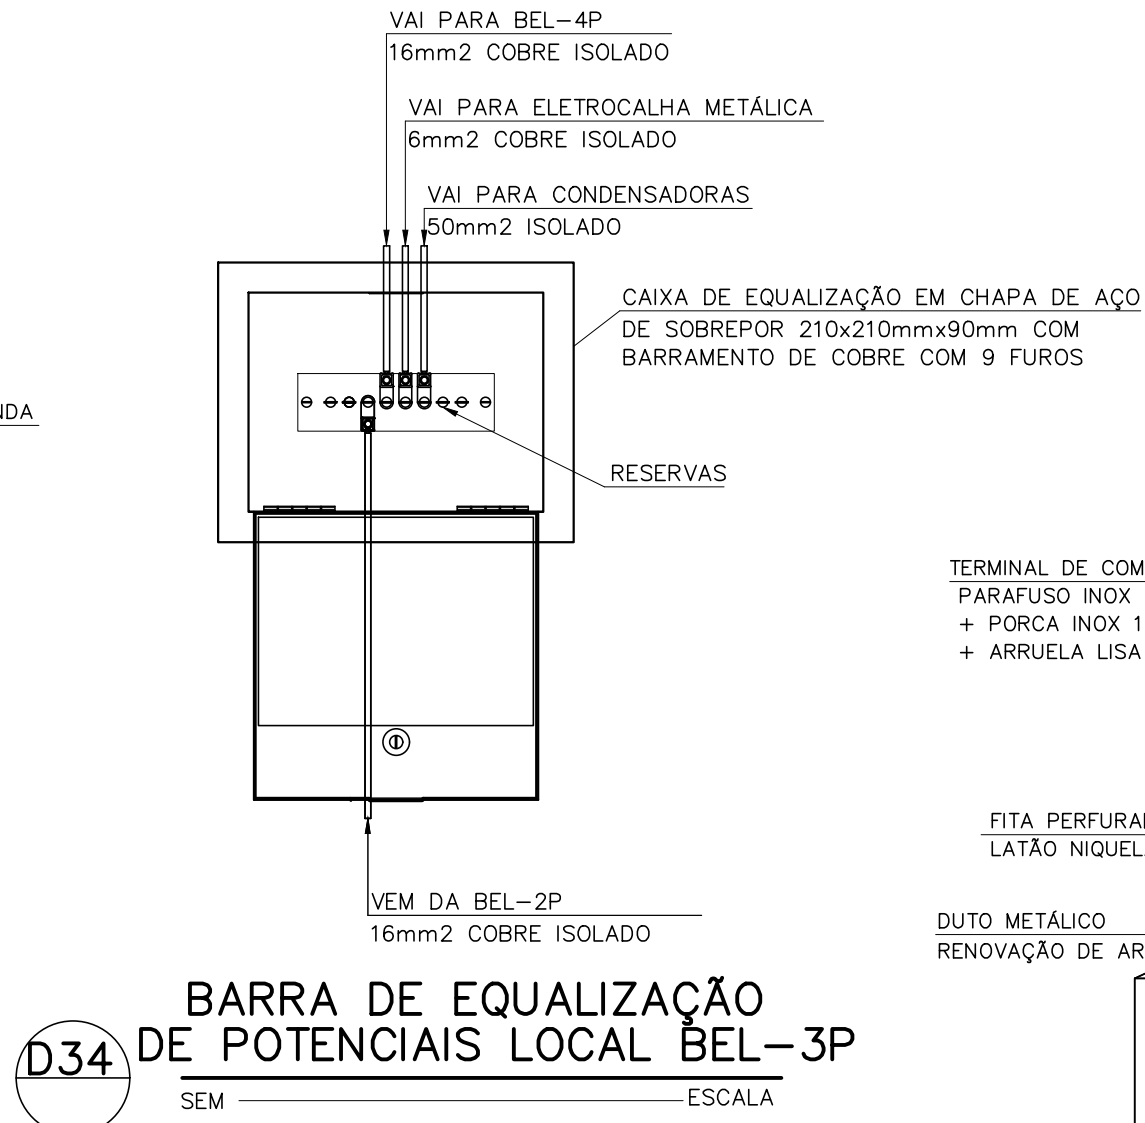 VAI PARA BEL-4P
16mm2 COBRE ISOLADO
VAI PARA ELETROCALHA METÁLICA
6mm2 COBRE ISOLADO
VAI PARA CONDENSADORAS
50mm2 ISOLADO
CAIXA DE EQUALIZAÇÃO EM CHAPA DE AÇO
DE SOBREPOR 210x210mmx90mm COM
BARRAMENTO DE COBRE COM 9 FUROS
NDA
RESERVAS
TERMINAL DE COM
PARAFUSO INOX
+ PORCA INOX 1
+ ARRUELA LISA
FITA PERFURA
LATÃO NIQUEL
VEM DA BEL-2P
16mm2 COBRE ISOLADO
DUTO METÁLICO
RENOVAÇÃO DE AR
BARRA DE EQUALIZAÇÃO
DE POTENCIAIS LOCAL BEL-3P
D34
SEM ESCALA